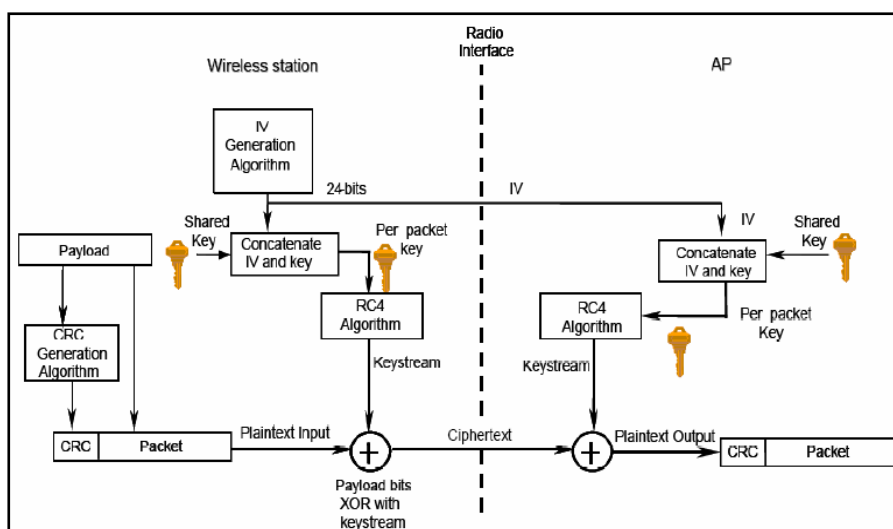 Radio
Interface
Wireless station
AP
IV
Generation
Algorithm
24-bits
IV
Shared
Key
Concatenate
IV and key
Per packet
key
IV
Shared
Key
Concatenate
IV and key
Payload
RC4
Algorithm
RC4
Algorithm
Per packet
Key
CRC
Generation
Algorithm
Keystream
Keystream
CRC
Packet
Plaintext Input
Ciphertext
Plaintext Output
CRC
Packet
Payload bits
XOR with
keystream